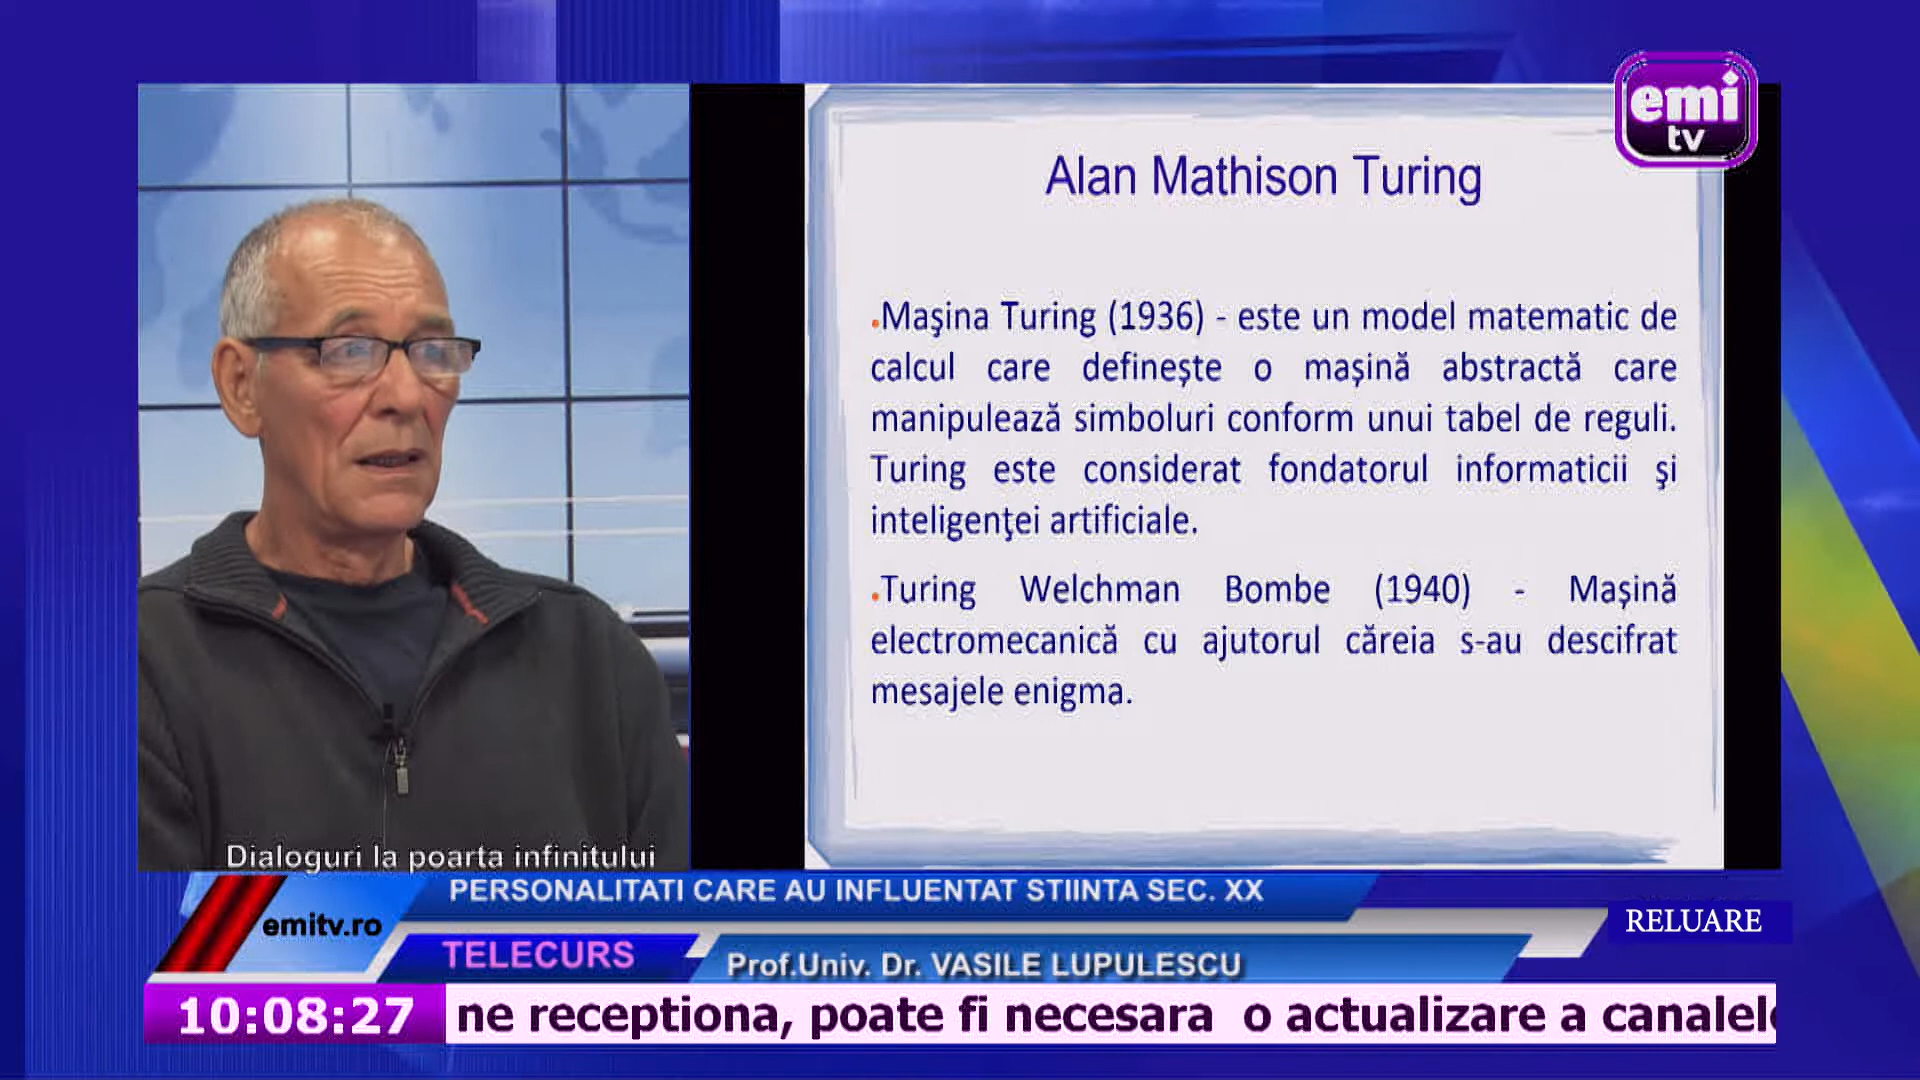 emi
tv
Alan Mathison Turing
•Maşina Turing (1936) - este un model matematic de
calcul care definește o mașină abstractă care
manipulează simboluri conform unui tabel de reguli.
Turing este considerat fondatorul informaticii şi
inteligenţei artificiale.
•Turing Welchman Bombe (1940) - Mașină
electromecanică cu ajutorul căreia s-au descifrat
mesajele enigma.
Dialoguri la poarta infinitului
PERSONALITATI CARE AU INFLUENTAT STIINTA SEC. XX
emitv.ro
RELUARE
TELECURS
Prof.Univ. Dr. VASILE LUPULESCU
10:08:27 ne receptiona, poate fi necesara o actualizare a canalel